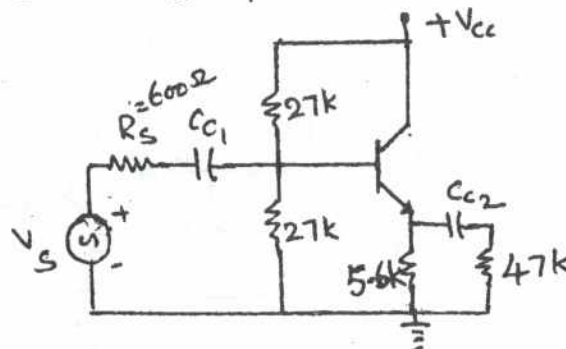 +Vcc
=600Ω
Rs
Cc1
27k
Cc2
Vs
+
-
27k
5.6k
47k